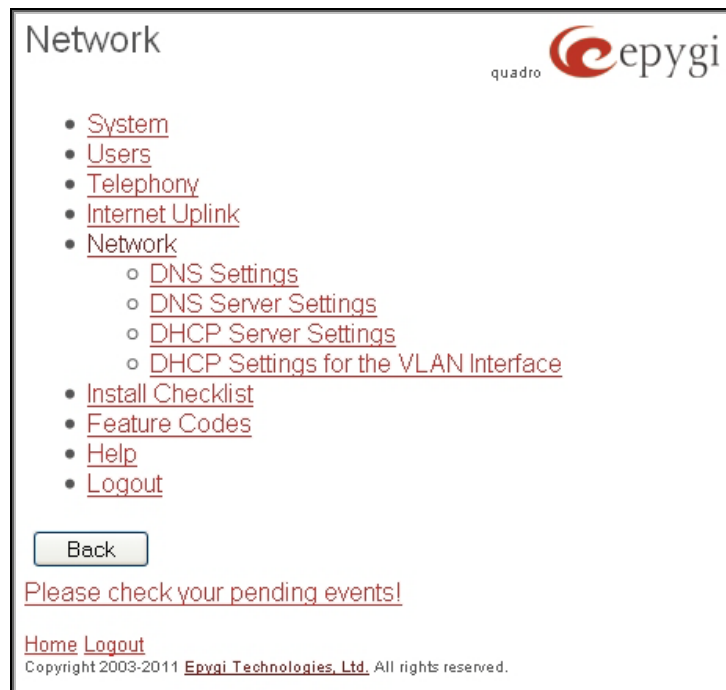 Network
quadro epygi
System
Users
Telephony
Internet Uplink
Network
DNS Settings
DNS Server Settings
DHCP Server Settings
DHCP Settings for the VLAN Interface
Install Checklist
Feature Codes
Help
Logout
Back
Please check your pending events!
Home Logout
Copyright 2003-2011 Epygi Technologies, Ltd. All rights reserved.